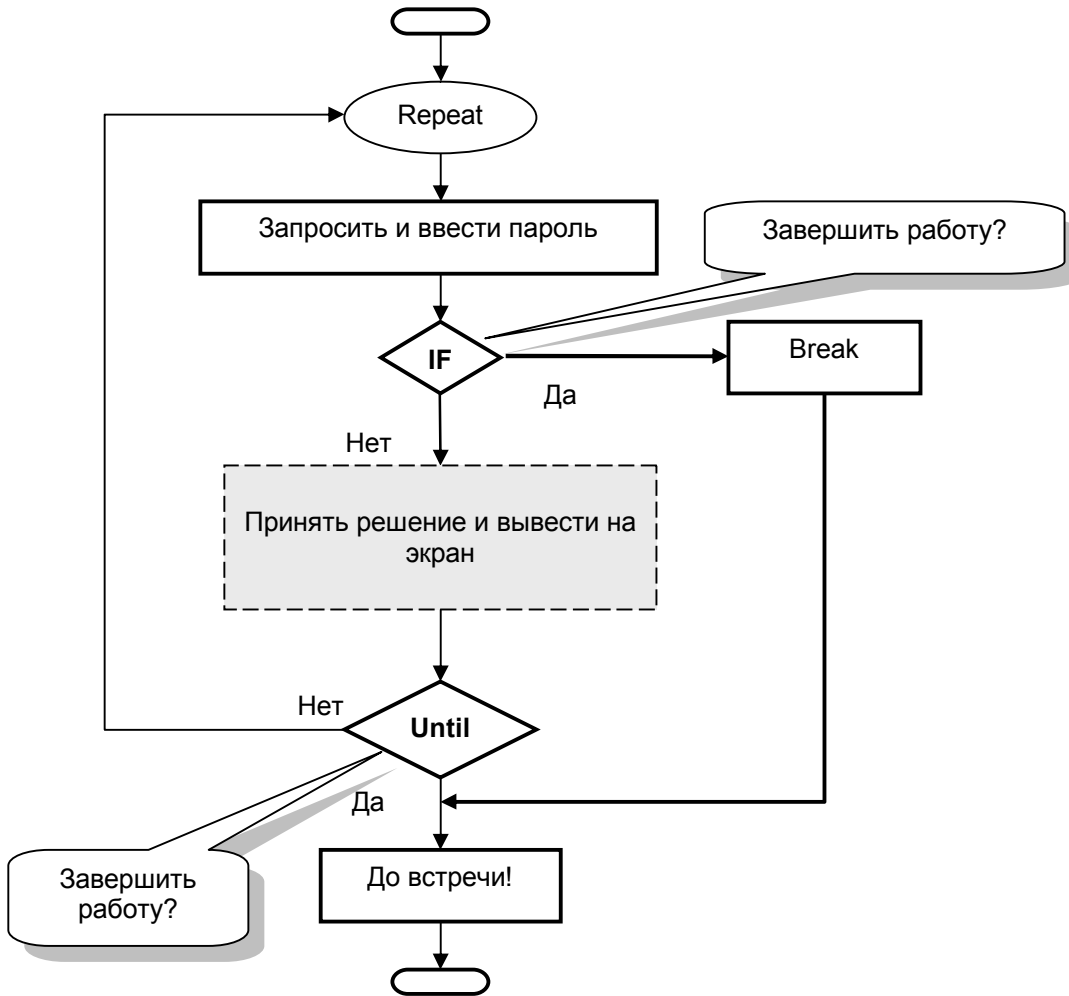 Repeat
Запросить и ввести пароль
Завершить работу?
IF
Break
Да
Нет
Принять решение и вывести на
экран
Нет
Until
Да
Завершить
работу?
До встречи!